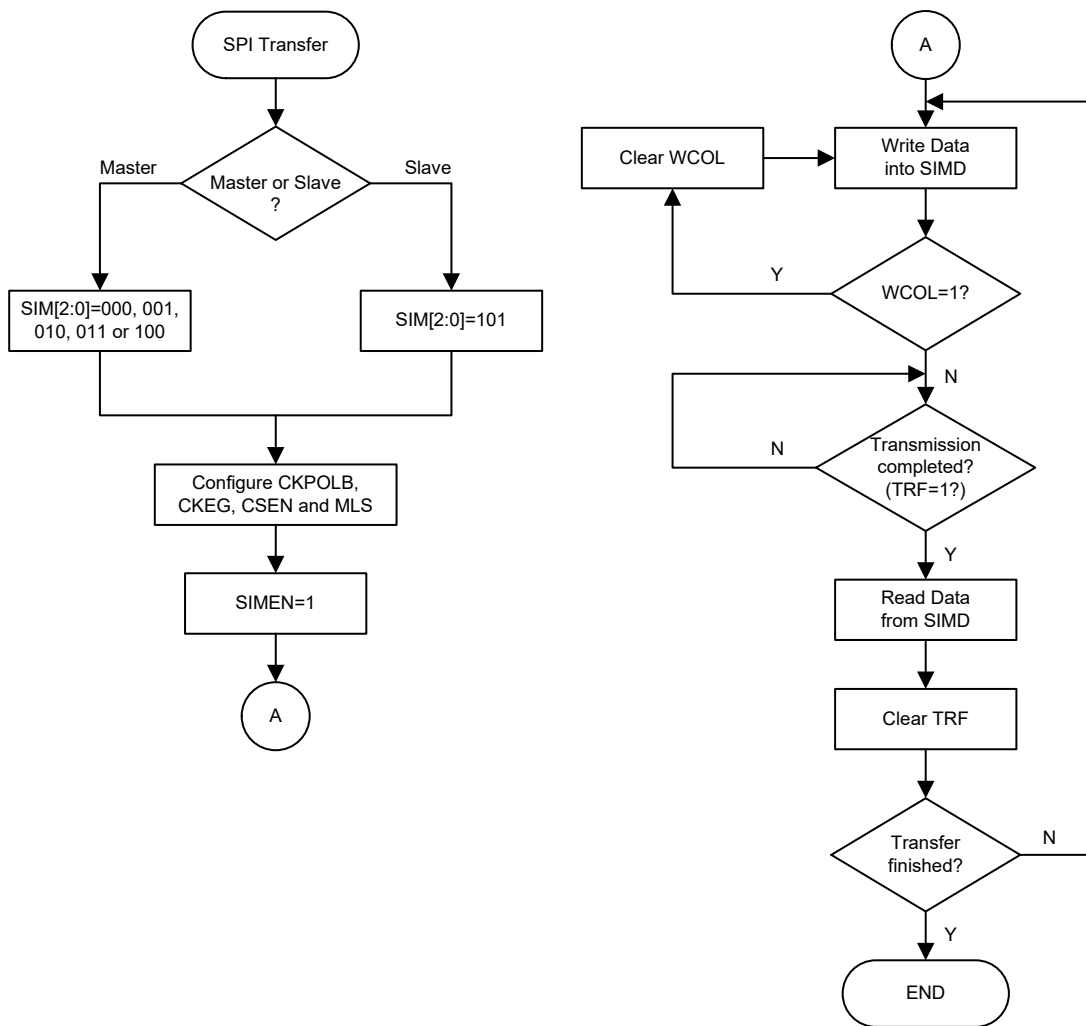 SPI Transfer
Master
Master or Slave
?
Slave
SIM[2:0]=000, 001,
010, 011 or 100
SIM[2:0]=101
Configure CKPOLB,
CKEG, CSEN and MLS
SIMEN=1
A
A
Clear WCOL
Write Data
into SIMD
Y
WCOL=1?
N
N
Transmission
completed?
(TRF=1?)
Y
Read Data
from SIMD
Clear TRF
Transfer
finished?
N
Y
END